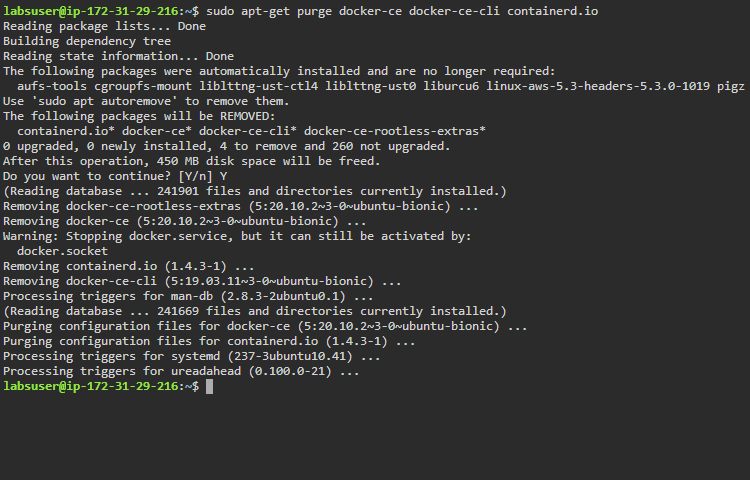 labsuser@ip-172-31-29-216:~$ sudo apt-get purge docker-ce docker-ce-cli containerd.io
Reading package lists... Done
Building dependency tree
Reading state information... Done
The following packages were automatically installed and are no longer required:
  aufs-tools cgroupfs-mount liblttng-ust-ctl4 liblttng-ust0 liburcu6 linux-aws-5.3-headers-5.3.0-1019 pigz
Use 'sudo apt autoremove' to remove them.
The following packages will be REMOVED:
  containerd.io* docker-ce* docker-ce-cli* docker-ce-rootless-extras*
0 upgraded, 0 newly installed, 4 to remove and 260 not upgraded.
After this operation, 450 MB disk space will be freed.
Do you want to continue? [Y/n] Y
(Reading database ... 241901 files and directories currently installed.)
Removing docker-ce-rootless-extras (5:20.10.2~3-0~ubuntu-bionic) ...
Removing docker-ce (5:20.10.2~3-0~ubuntu-bionic) ...
Warning: Stopping docker.service, but it can still be activated by:
  docker.socket
Removing containerd.io (1.4.3-1) ...
Removing docker-ce-cli (5:19.03.11~3-0~ubuntu-bionic) ...
Processing triggers for man-db (2.8.3-2ubuntu0.1) ...
(Reading database ... 241669 files and directories currently installed.)
Purging configuration files for docker-ce (5:20.10.2~3-0~ubuntu-bionic) ...
Purging configuration files for containerd.io (1.4.3-1) ...
Processing triggers for systemd (237-3ubuntu10.41) ...
Processing triggers for ureadahead (0.100.0-21) ...
labsuser@ip-172-31-29-216:~$